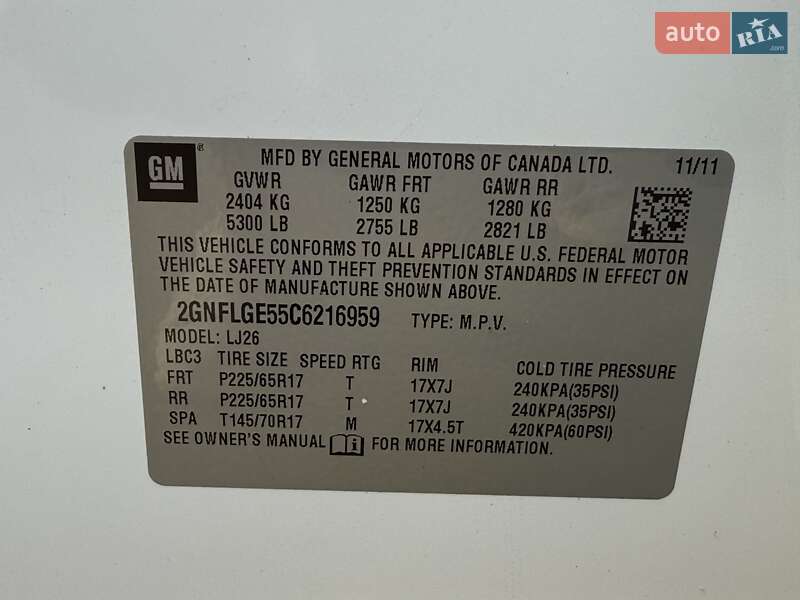 auto RIA .com
GM ® MFD BY GENERAL MOTORS OF CANADA LTD. 11/11
GVWR GAWR FRT GAWR RR
2404 KG 1250 KG 1280 KG
5300 LB 2755 LB 2821 LB
THIS VEHICLE CONFORMS TO ALL APPLICABLE U.S. FEDERAL MOTOR
VEHICLE SAFETY AND THEFT PREVENTION STANDARDS IN EFFECT ON
THE DATE OF MANUFACTURE SHOWN ABOVE.
2GNFLGE55C6216959 TYPE: M.P.V.
MODEL: LJ26
LBC3 TIRE SIZE SPEED RTG RIM COLD TIRE PRESSURE
FRT P225/65R17 T 17X7J 240KPA(35PSI)
RR P225/65R17 T 17X7J 240KPA(35PSI)
SPA T145/70R17 M 17X4.5T 420KPA(60PSI)
SEE OWNER'S MANUAL i FOR MORE INFORMATION.